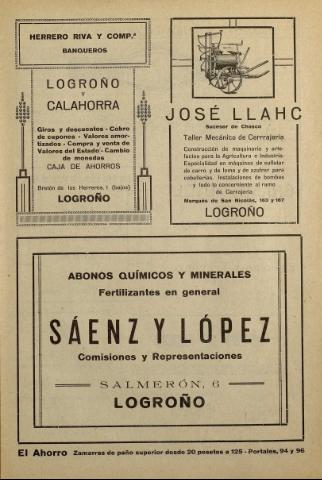 HERRERO RIVA Y COMP.ª
BANQUEROS
LOGROÑO
Y
CALAHORRA
Giros y descuentos - Cobro
de cupones - Valores amor-
tizados - Compra y venta de
Valores del Estado - Cambio
de monedas
CAJA DE AHORROS
Bretón de los Herreros, 1 (bajos)
LOGROÑO
JOSÉ LLAHC
Sucesor de Chasco
Taller Mecánico de Cerrrajería
Construcción de maquinaria y arte-
factos para la Agricultura e Industria
Especialidad en máquinas de sulfatar
de carro y de lomo y de azufrar para
caballerías. Instalaciones de bombas
y todo lo concerniente al ramo
de Cerrajería
Marqués de San Nicolás, 163 y 167
LOGROÑO
ABONOS QUÍMICOS Y MINERALES
Fertilizantes en general
SÁENZ Y LÓPEZ
Comisiones y Representaciones
SALMERÓN, 6
LOGROÑO
El Ahorro Zamarras de paño superior desde 20 pesetas a 125 - Portales, 94 y 96